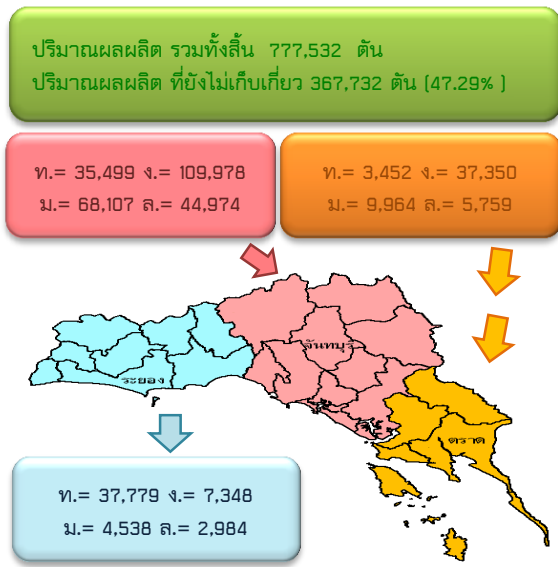 ปริมาณผลผลิต รวมทั้งสิ้น 777,532 ตัน
ปริมาณผลผลิต ที่ยังไม่เก็บเกี่ยว 367,732 ตัน (47.29% )
ท.= 35,499 ง.= 109,978
ม.= 68,107 ล.= 44,974
ท.= 3,452 ง.= 37,350
ม.= 9,964 ล.= 5,759
จันทบุรี
ระยอง
ตราด
ท.= 37,779 ง.= 7,348
ม.= 4,538 ล.= 2,984